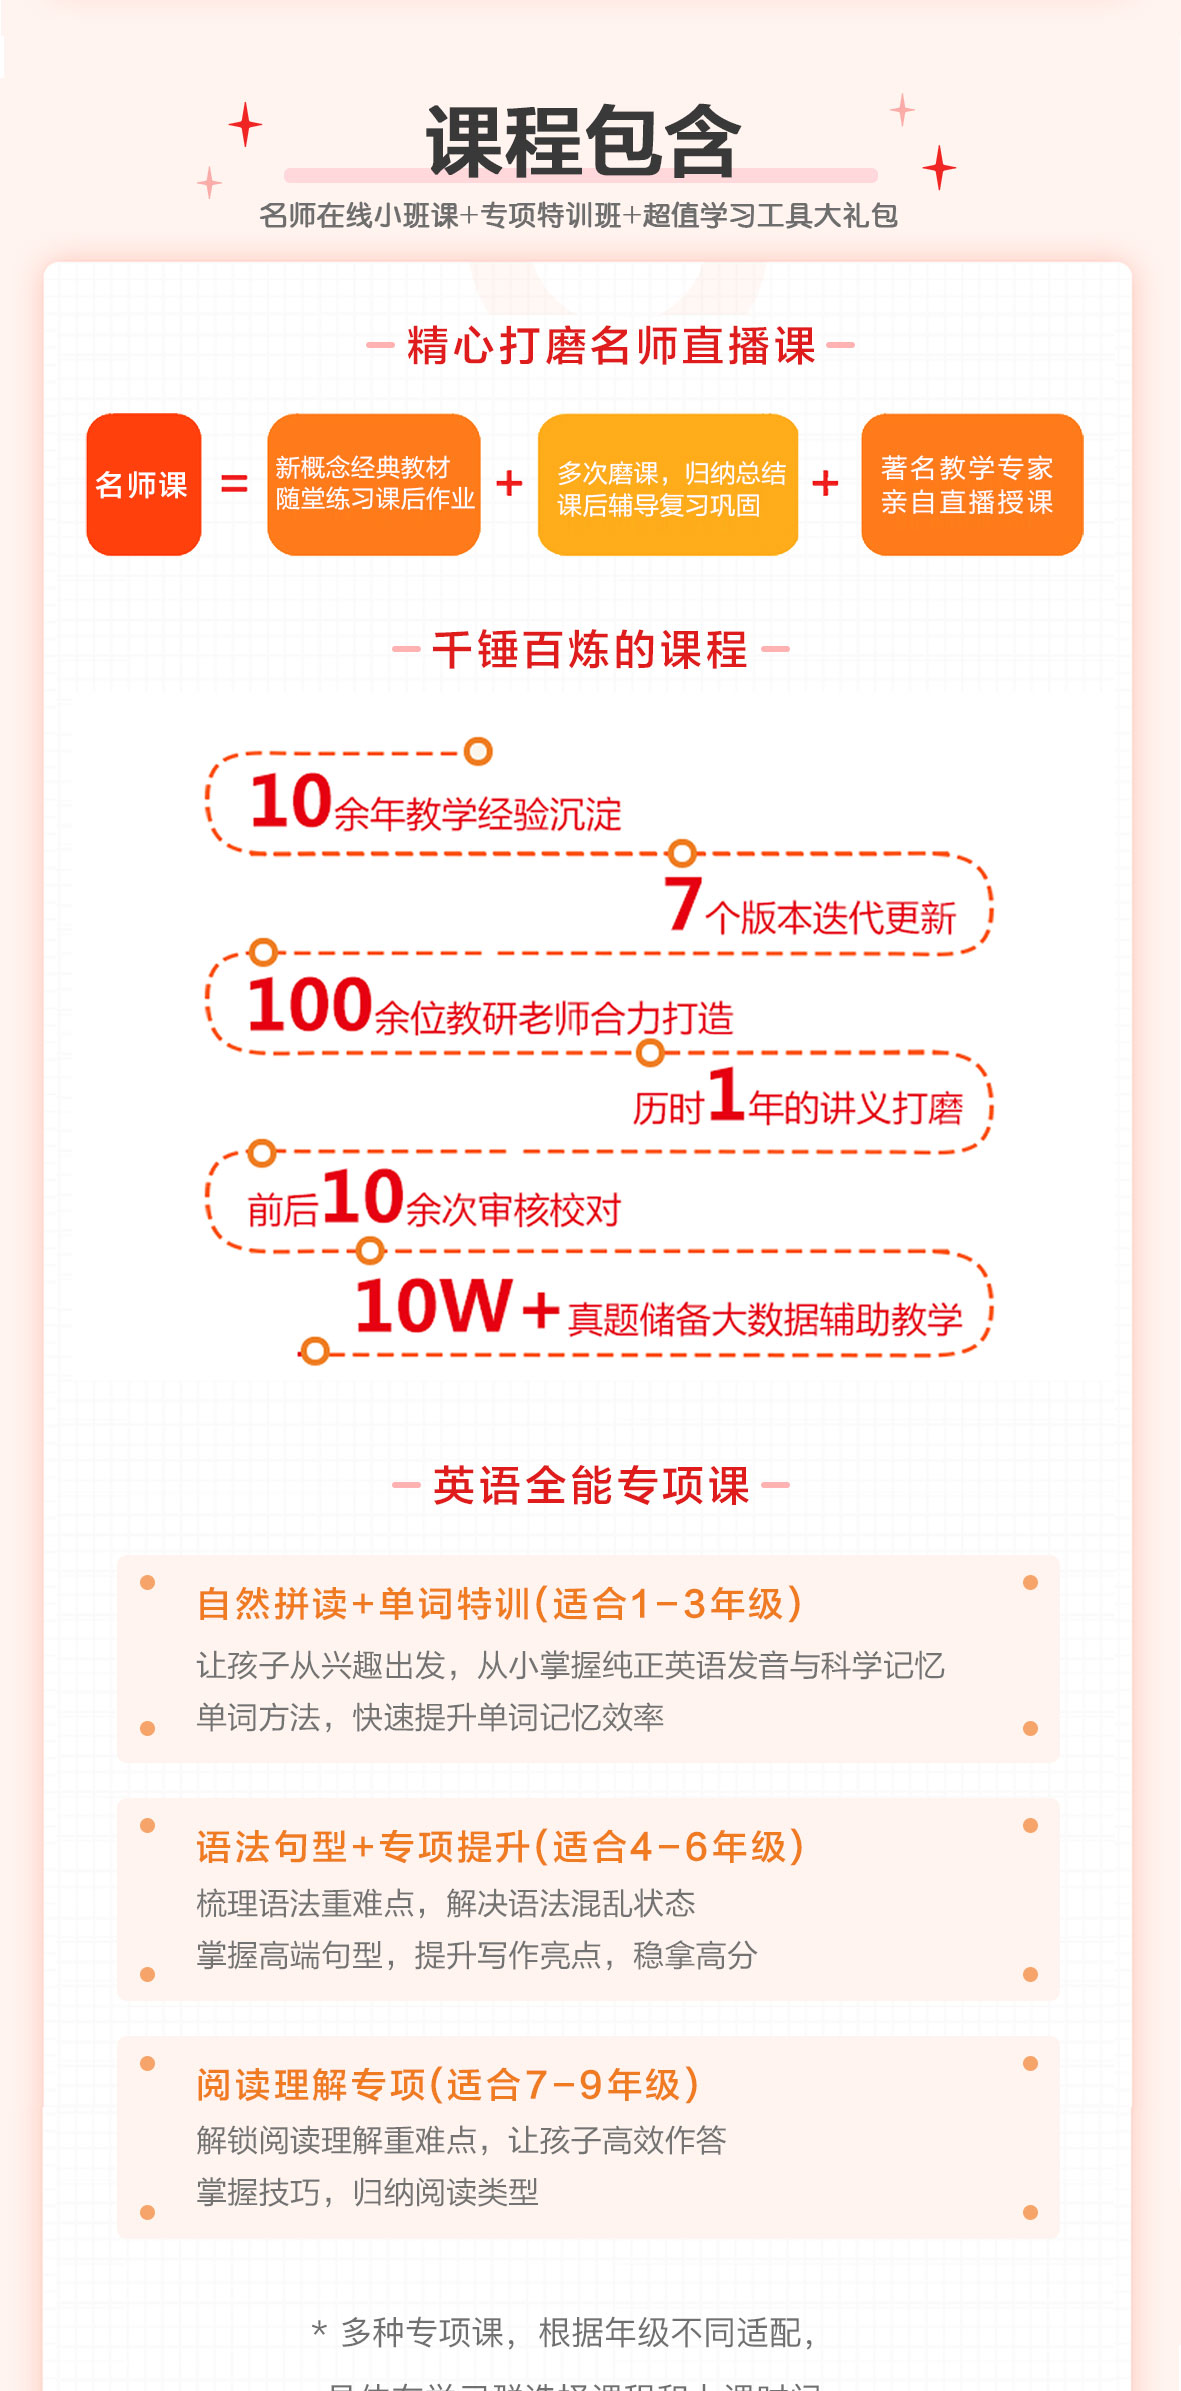 课程包含
名师在线小班课+专项特训班+超值学习工具大礼包
精心打磨名师直播课
名师课
=
新概念经典教材
随堂练习课后作业
+
多次磨课，归纳总结
课后辅导复习巩固
+
著名教学专家
亲自直播授课
千锤百炼的课程
10余年教学经验沉淀
7个版本迭代更新
100余位教研老师合力打造
历时1年的讲义打磨
前后10余次审核校对
10W+真题储备大数据辅助教学
英语全能专项课
自然拼读+单词特训(适合1-3年级)
让孩子从兴趣出发，从小掌握纯正英语发音与科学记忆
单词方法，快速提升单词记忆效率
语法句型+专项提升(适合4-6年级)
梳理语法重难点，解决语法混乱状态
掌握高端句型，提升写作亮点，稳拿高分
阅读理解专项(适合7-9年级)
解锁阅读理解重难点，让孩子高效作答
掌握技巧，归纳阅读类型
* 多种专项课，根据年级不同适配，